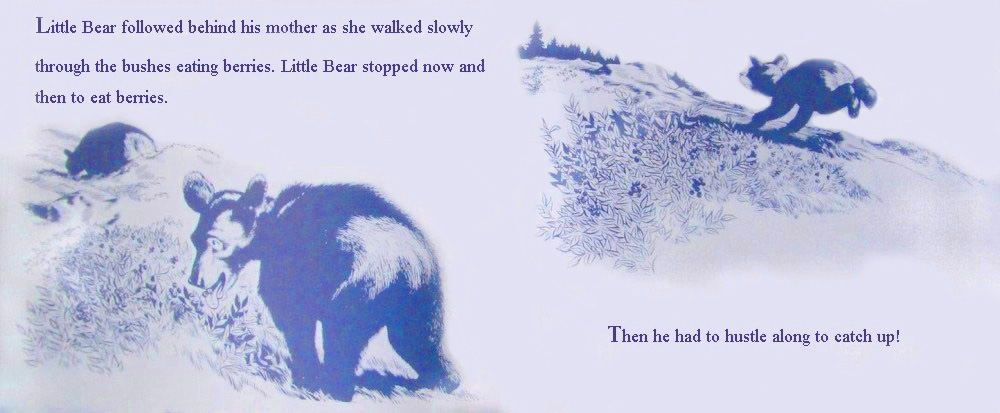 Little Bear followed behind his mother as she walked slowly
through the bushes eating berries. Little Bear stopped now and
then to eat berries.
Then he had to hustle along to catch up!